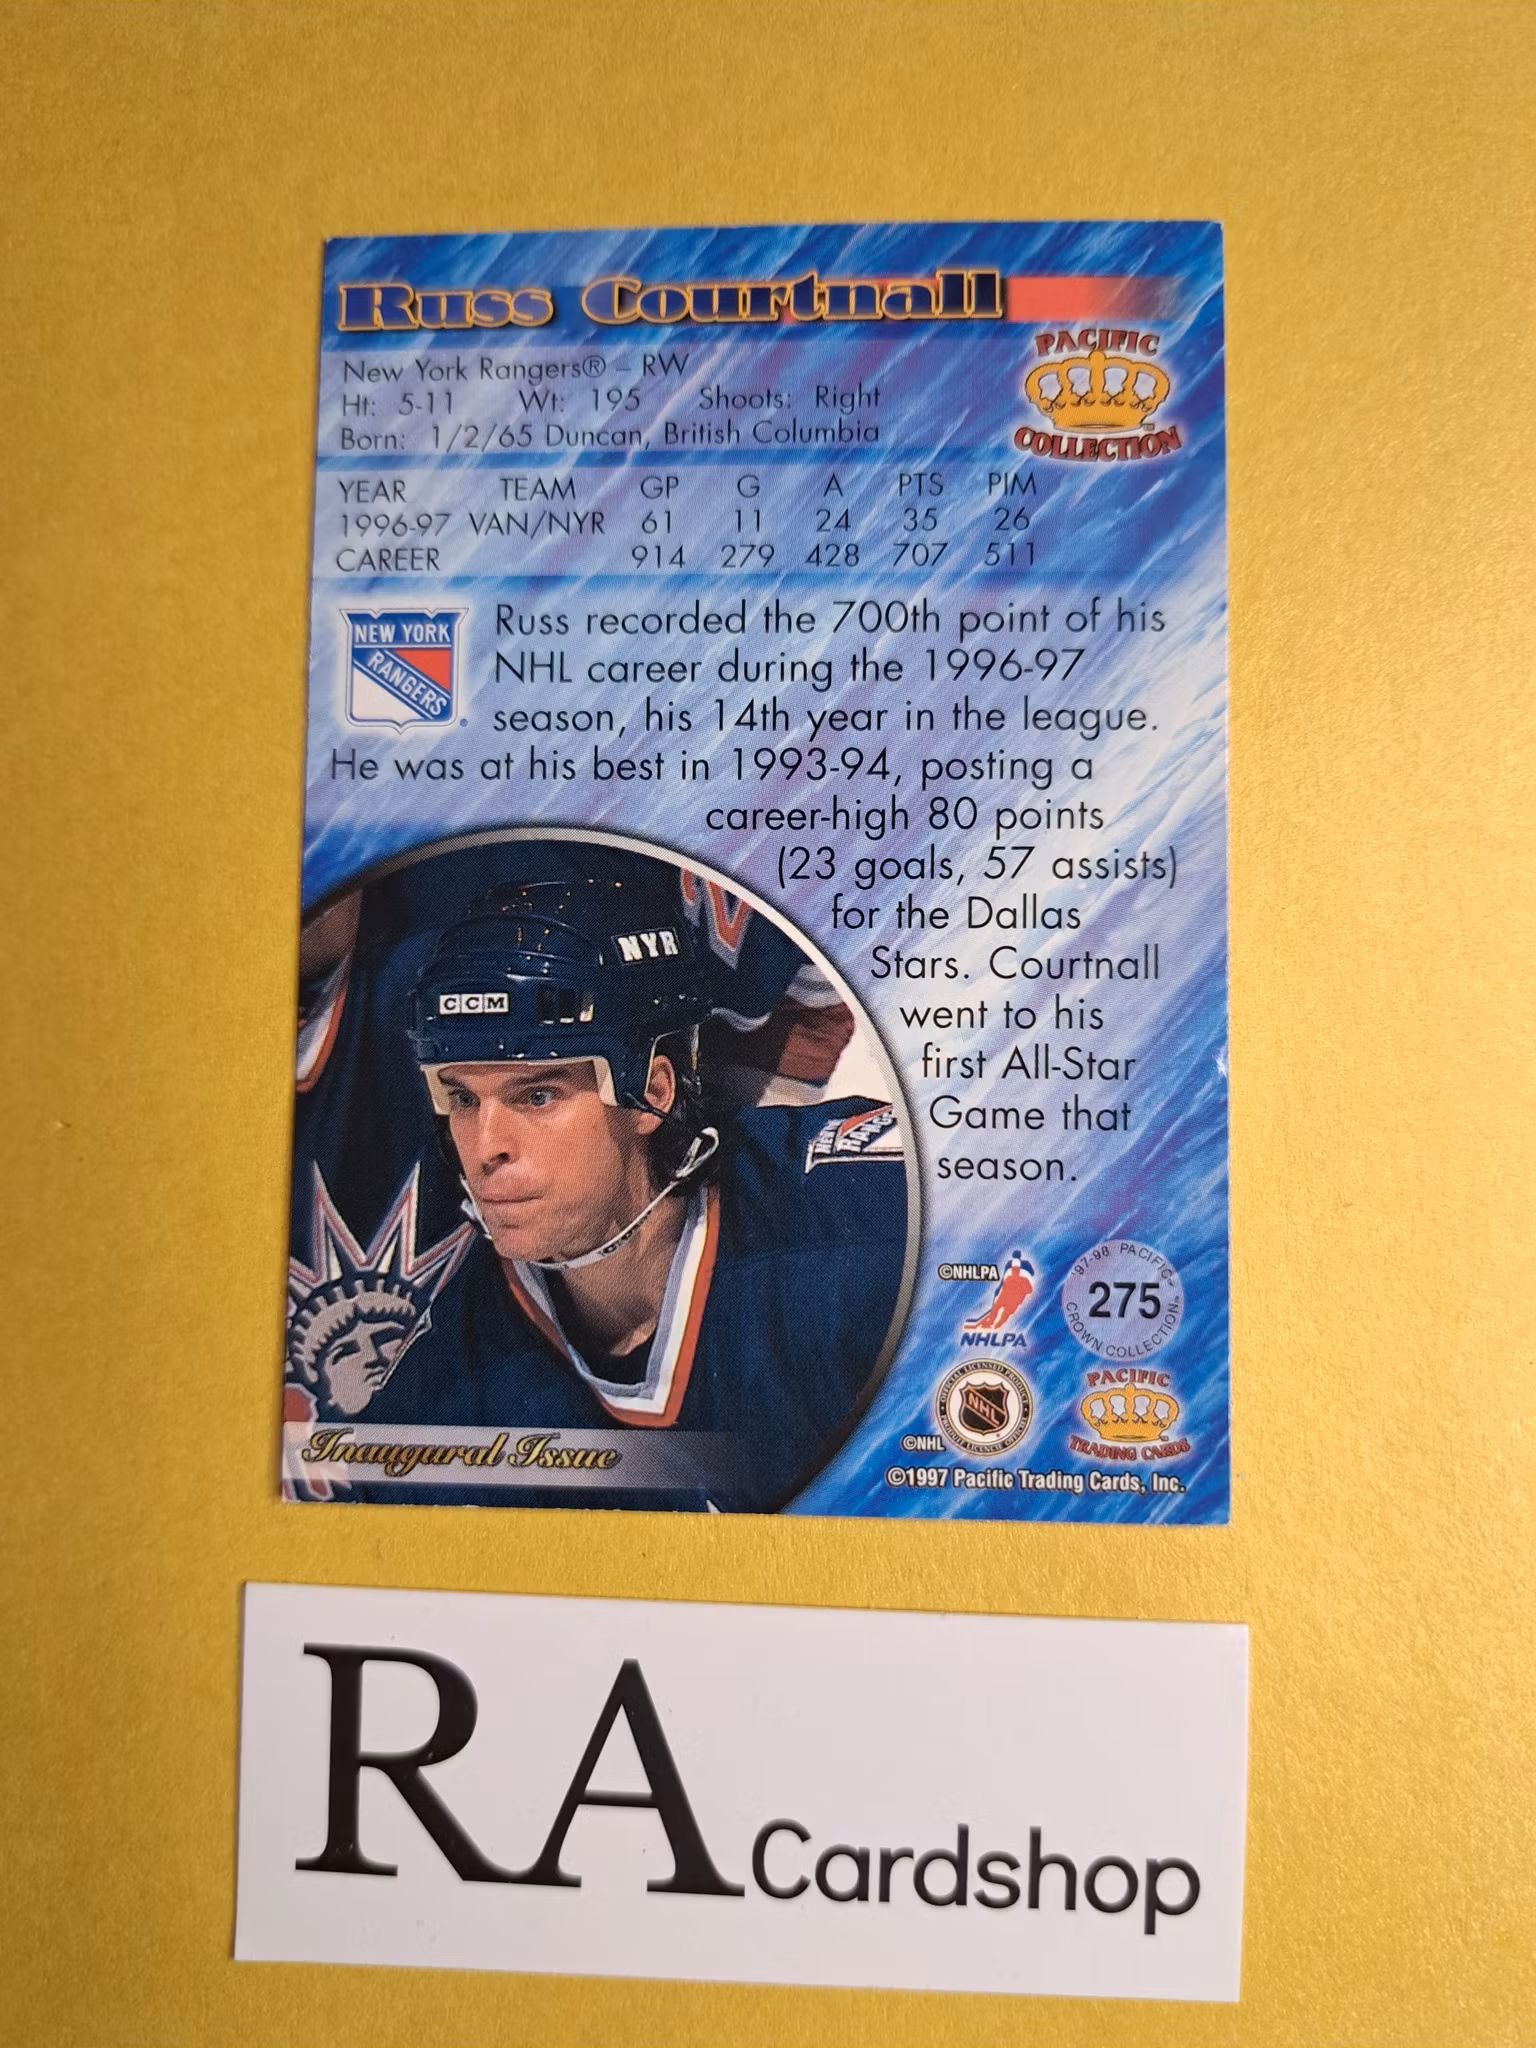 Russ Courtnall
PACIFIC
COLLECTION
New York Rangers® – RW
Ht: 5-11 Wt: 195 Shoots: Right
Born: 1/2/65 Duncan, British Columbia
YEAR TEAM GP G A PTS PIM
1996-97 VAN/NYR 61 11 24 35 26
CAREER 914 279 428 707 511
NEW YORK
RANGERS
Russ recorded the 700th point of his
NHL career during the 1996-97
season, his 14th year in the league.
He was at his best in 1993-94, posting a
career-high 80 points
(23 goals, 57 assists)
for the Dallas
Stars. Courtnall
went to his
first All-Star
Game that
season.
NYR
CCM
NEW
RANGE
©NHLPA
NHLPA
'97-98 PACIFIC
275
CROWN COLLECTION
NHL
©NHL
PACIFIC
TRADING CARDS
Inaugural Issue
©1997 Pacific Trading Cards, Inc.
RA Cardshop